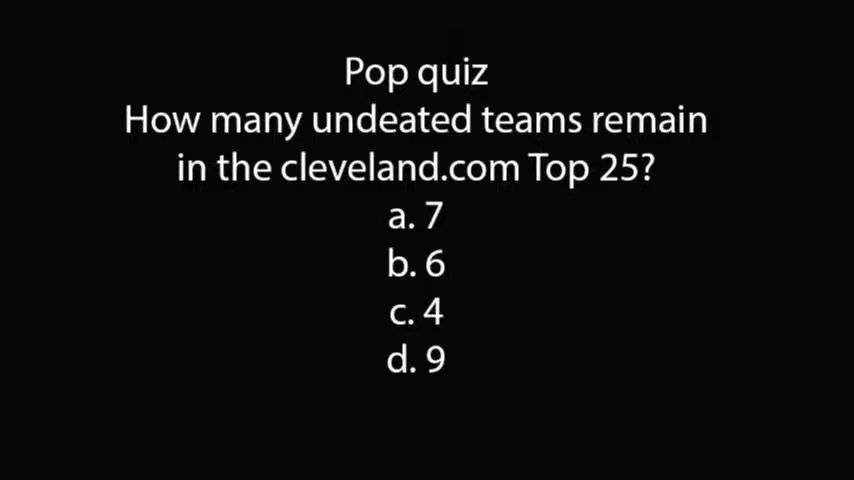 Pop quiz
How many undeated teams remain
in the cleveland.com Top 25?
a. 7
b. 6
c. 4
d. 9